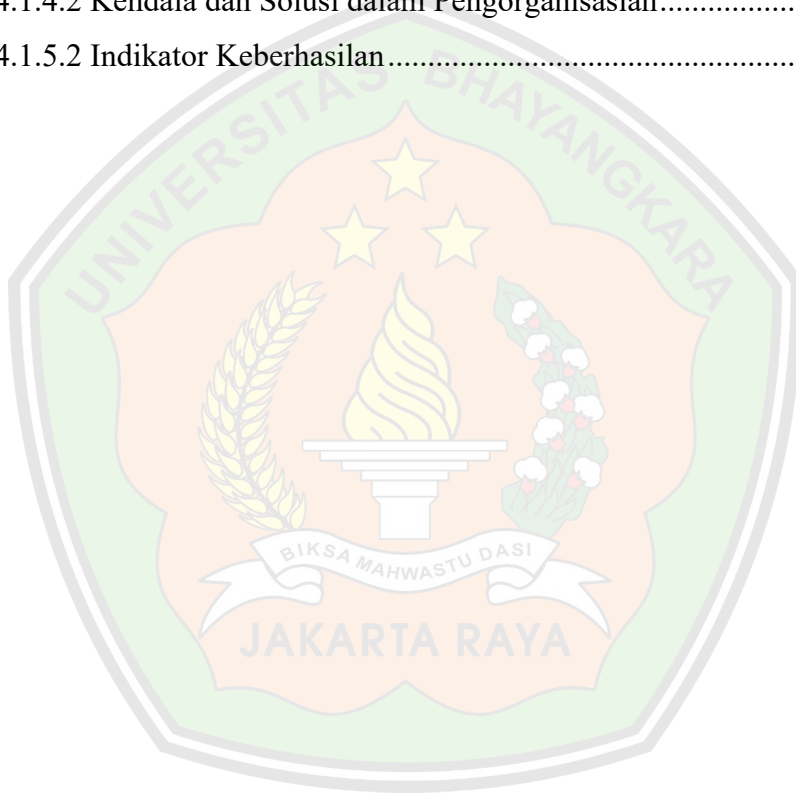 4.1.4.2 Kendala dan Solusi dalam Pengorganisasian...................
4.1.5.2 Indikator Keberhasilan..................................................
UNIVERSITAS BHAYANGKARA
BIKSA MAHWASTU DASI
JAKARTA RAYA